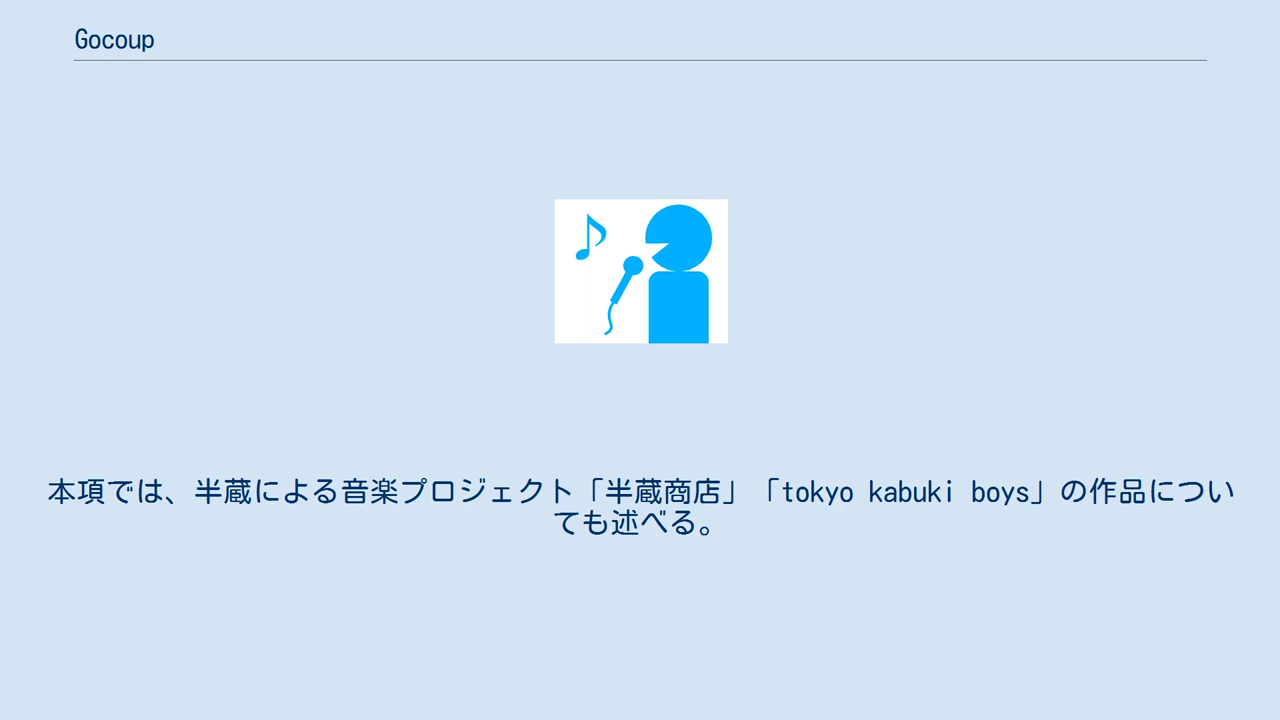 Gocoup
本項では、半蔵による音楽プロジェクト「半蔵商店」「tokyo kabuki boys」の作品につい
ても述べる。